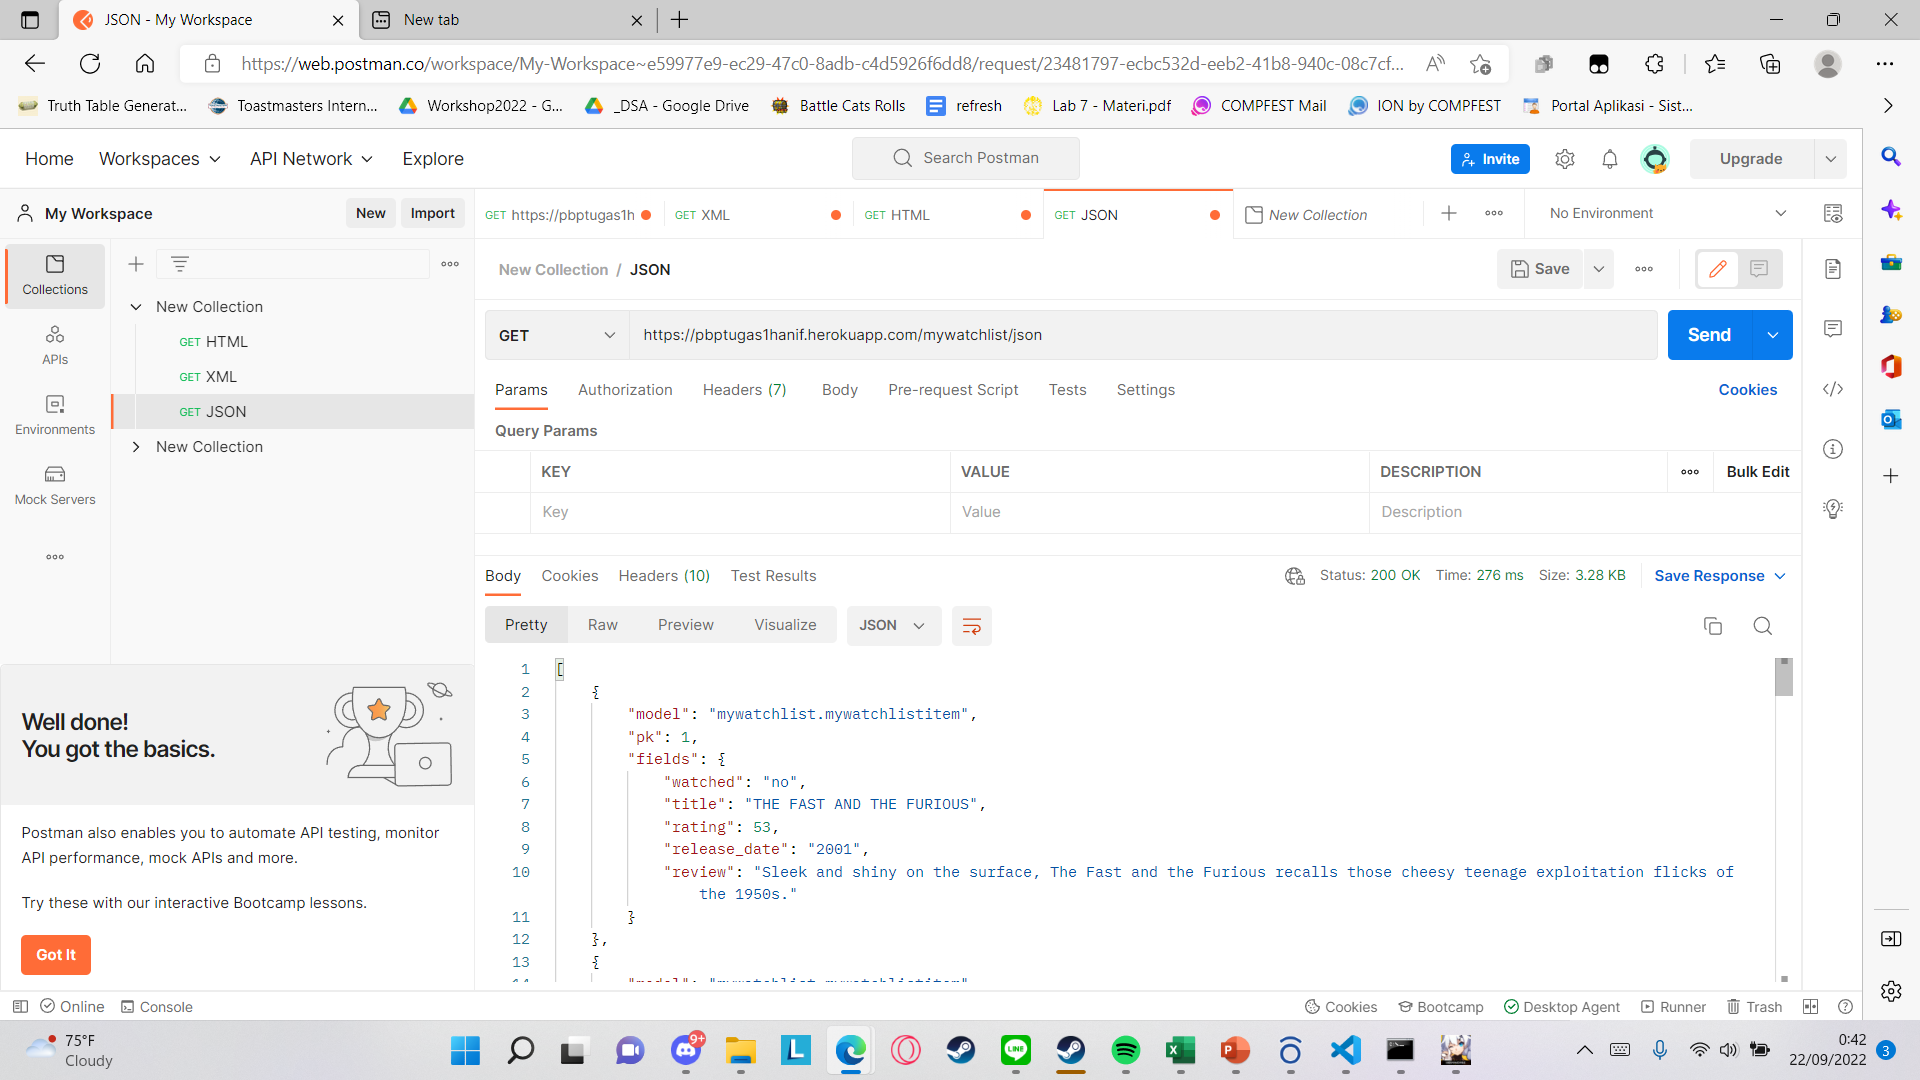 JSON - My Workspace
New tab
https://web.postman.co/workspace/My-Workspace~e59977e9-ec29-47c0-8adb-c4d5926f6dd8/request/23481797-ecbc532d-eeb2-41b8-940c-08c7cf...
Truth Table Generat...
Toastmasters Intern...
Workshop2022 - G...
_DSA - Google Drive
Battle Cats Rolls
refresh
Lab 7 - Materi.pdf
COMPFEST Mail
ION by COMPFEST
Portal Aplikasi - Sist...
Home
Workspaces
API Network
Explore
Search Postman
Invite
Upgrade
My Workspace
New
Import
GET https://pbptugas1h
GET XML
GET HTML
GET JSON
New Collection
No Environment
Collections
APIs
Environments
Mock Servers
New Collection
GET HTML
GET XML
GET JSON
New Collection
New Collection / JSON
Save
GET
https://pbptugas1hanif.herokuapp.com/mywatchlist/json
Send
Params
Authorization
Headers (7)
Body
Pre-request Script
Tests
Settings
Cookies
Query Params
KEY
VALUE
DESCRIPTION
Bulk Edit
Key
Value
Description
Body
Cookies
Headers (10)
Test Results
Status: 200 OK
Time: 276 ms
Size: 3.28 KB
Save Response
Pretty
Raw
Preview
Visualize
JSON
1 [
2 {
3 "model": "mywatchlist.mywatchlistitem",
4 "pk": 1,
5 "fields": {
6 "watched": "no",
7 "title": "THE FAST AND THE FURIOUS",
8 "rating": 53,
9 "release_date": "2001",
10 "review": "Sleek and shiny on the surface, The Fast and the Furious recalls those cheesy teenage exploitation flicks of
the 1950s."
11 }
12 },
13 {
14 "model": "mywatchlist.mywatchlistitem"
Well done!
You got the basics.
Postman also enables you to automate API testing, monitor
API performance, mock APIs and more.
Try these with our interactive Bootcamp lessons.
Got It
Online
Console
Cookies
Bootcamp
Desktop Agent
Runner
Trash
75°F
Cloudy
9+
L
LINE
0:42
22/09/2022
3